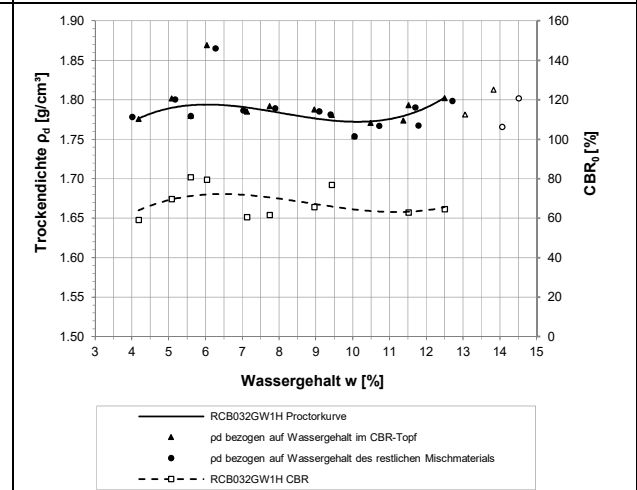 1.90
1.85
1.80
1.75
1.70
1.65
1.60
1.55
1.50
Trockendichte ρd [g/cm³]
160
140
120
100
80
60
40
20
0
CBR0 [%]
3 4 5 6 7 8 9 10 11 12 13 14 15
Wassergehalt w [%]
RCB032GW1H Proctorkurve
ρd bezogen auf Wassergehalt im CBR-Topf
ρd bezogen auf Wassergehalt des restlichen Mischmaterials
RCB032GW1H CBR